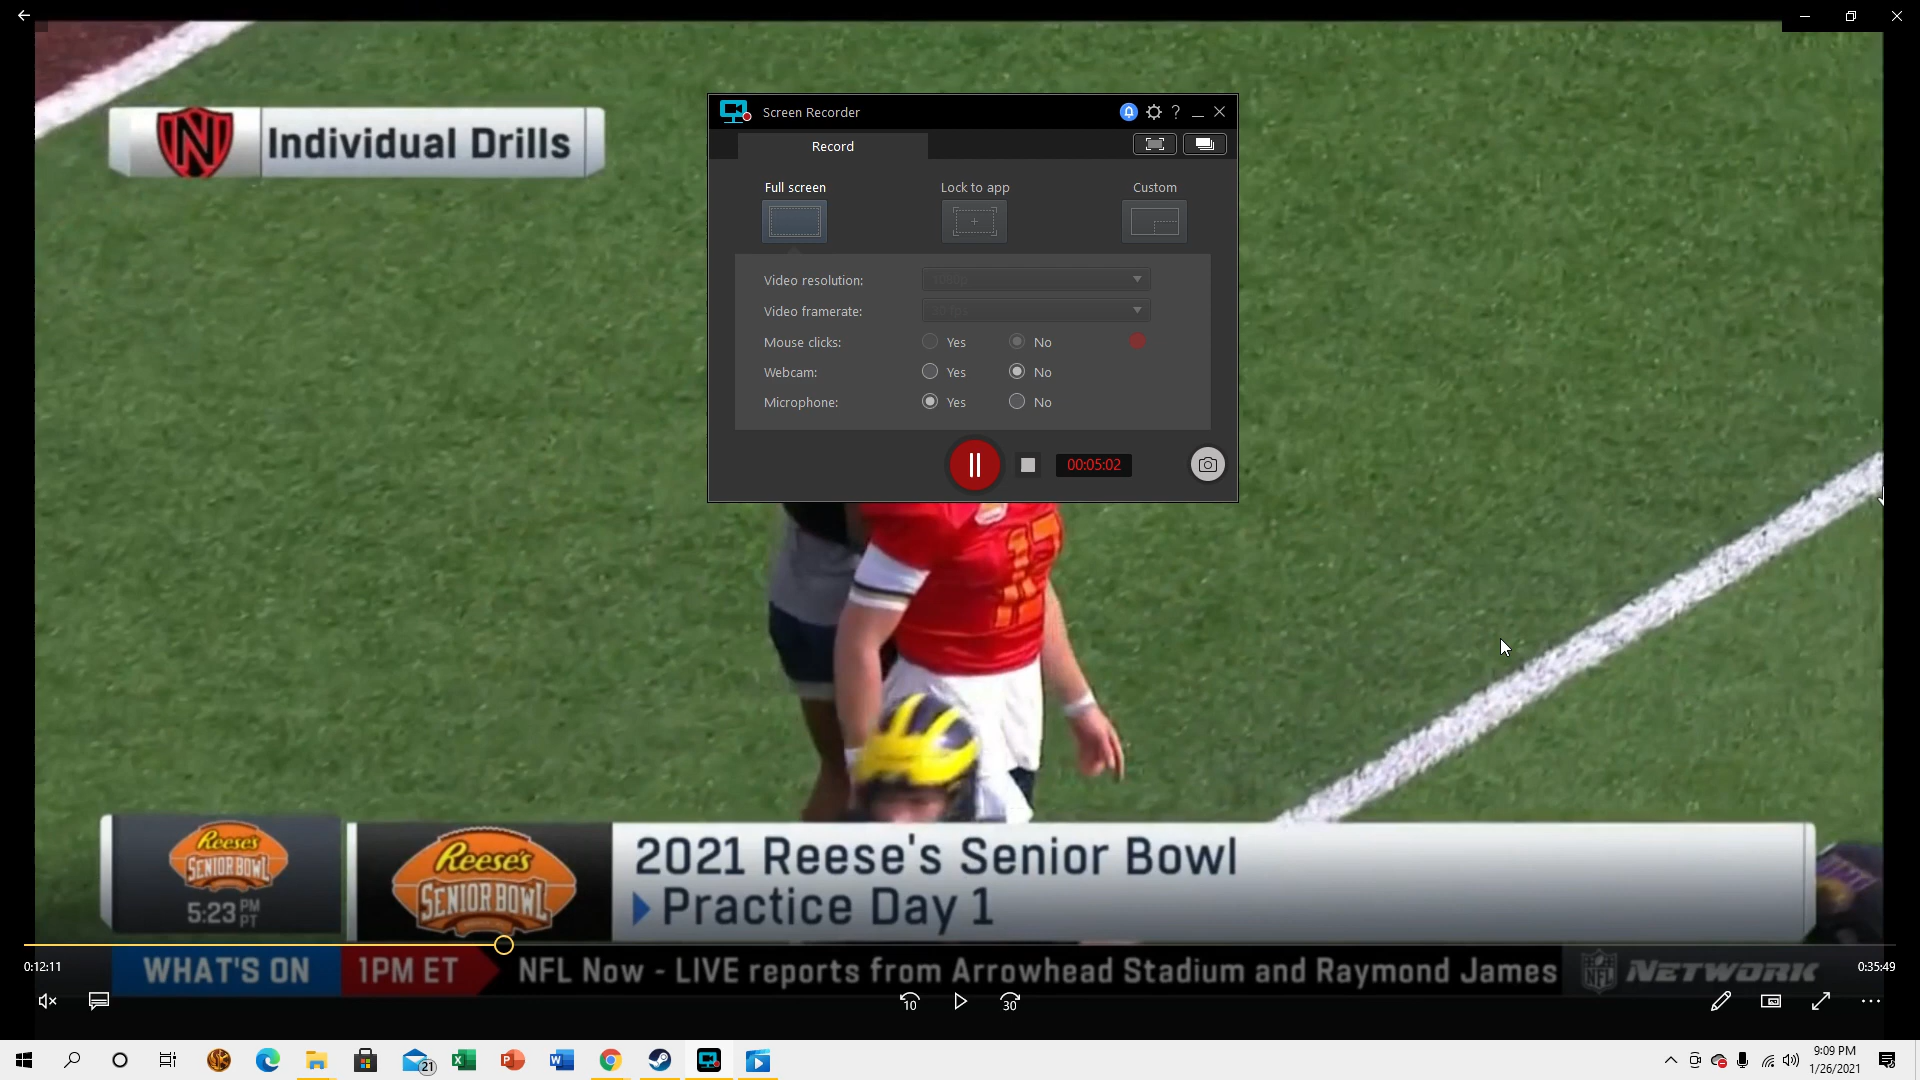 Individual Drills
Screen Recorder
?
Record
Full screen
Lock to app
Custom
Video resolution:
Video framerate:
Mouse clicks:
Yes
No
Webcam:
Yes
No
Microphone:
Yes
No
00:05:02
17
Reese's
SENIOR BOWL
5:23 PM PT
Reese's
SENIOR BOWL
2021 Reese's Senior Bowl
Practice Day 1
0:12:11
WHAT'S ON
1PM ET
NFL Now - LIVE reports from Arrowhead Stadium and Raymond James
NFL
NETWORK
0:35:49
10
30
21
9:09 PM
1/26/2021